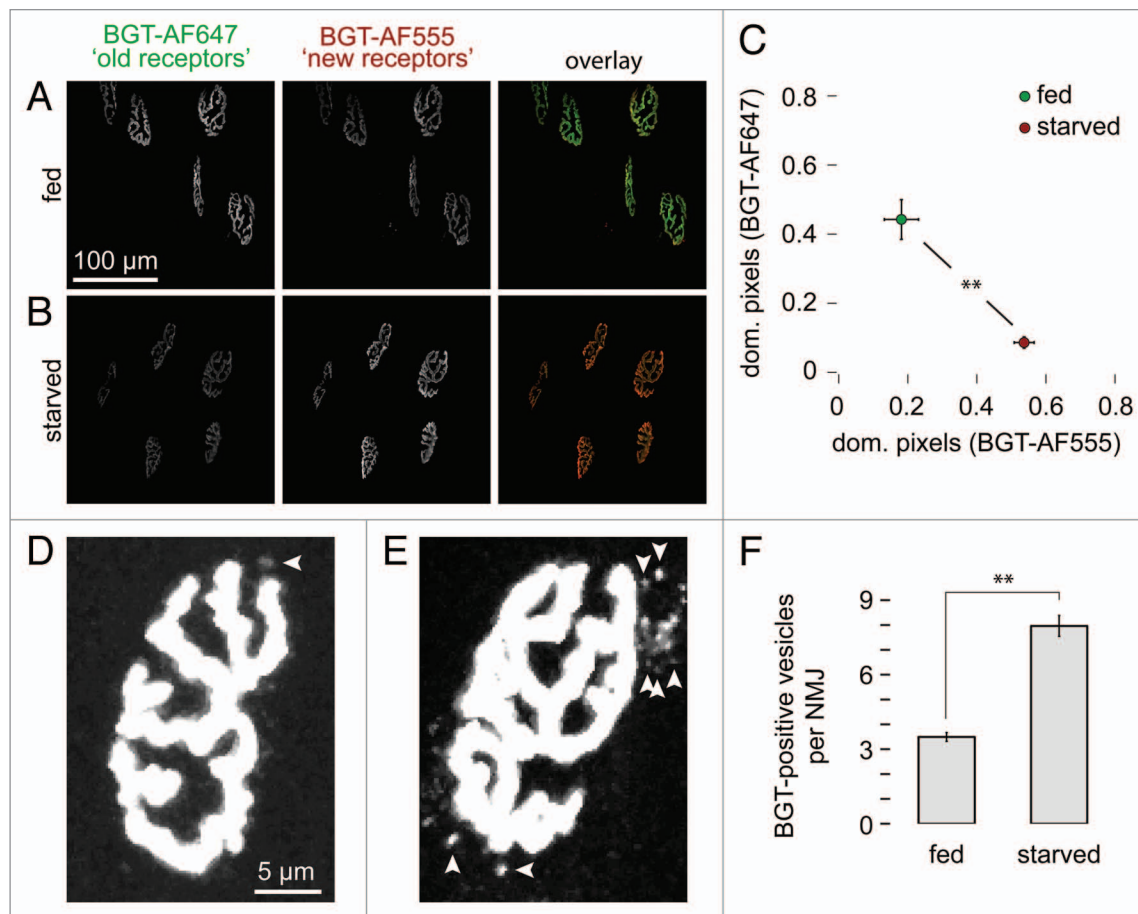 BGT-AF647
'old receptors'
BGT-AF555
'new receptors'
overlay
A
fed
100 µm
B
starved
C
dom. pixels (BGT-AF647)
0.8
0.6
0.4
0.2
0
fed
starved
**
0 0.2 0.4 0.6 0.8
dom. pixels (BGT-AF555)
D
5 µm
E
F
BGT-positive vesicles
per NMJ
9
6
3
0
**
fed starved